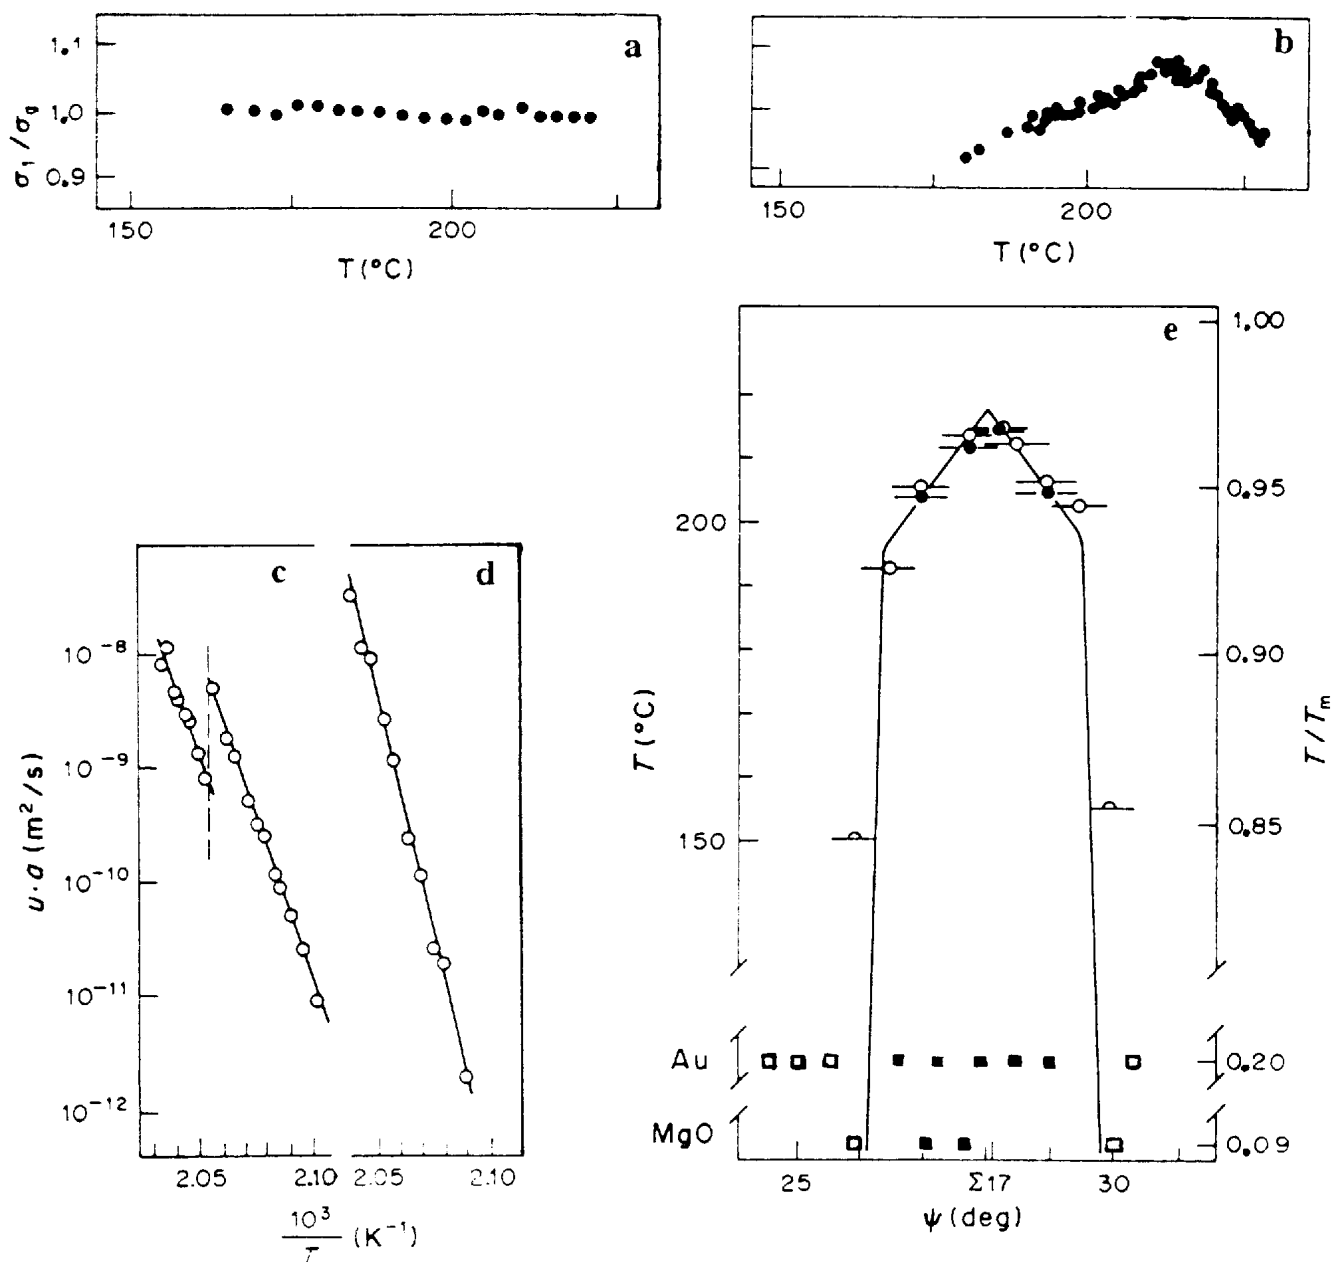 a
1.1
1.0
0.9
σ1/σg
150 200
T(°C)
b
150 200
T(°C)
c
10⁻⁸
10⁻⁹
10⁻¹⁰
10⁻¹¹
10⁻¹²
u·a (m²/s)
2.05 2.10
d
2.05 2.10
10³/T (K⁻¹)
e
200
150
T(°C)
1.00
0.95
0.90
0.85
0.20
0.09
T/Tm
Au
MgO
25 Σ17 30
ψ(deg)